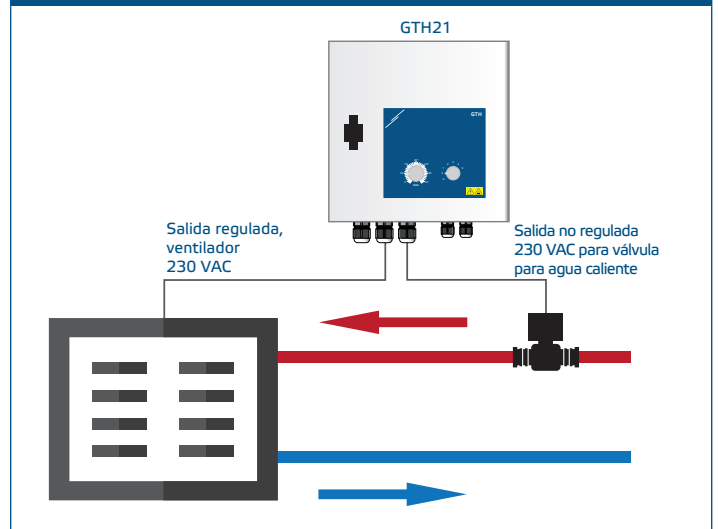 GTH21
GTH
Salida regulada,
ventilador
230 VAC
Salida no regulada
230 VAC para válvula
para agua caliente